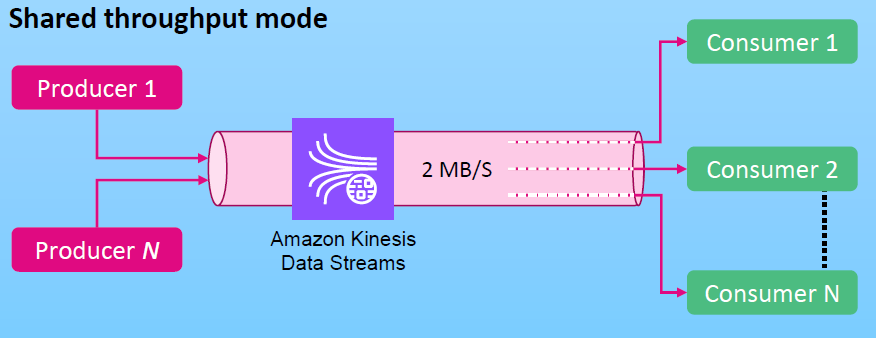 Shared throughput mode
Producer 1
Producer N
Amazon Kinesis
Data Streams
2 MB/S
Consumer 1
Consumer 2
Consumer N